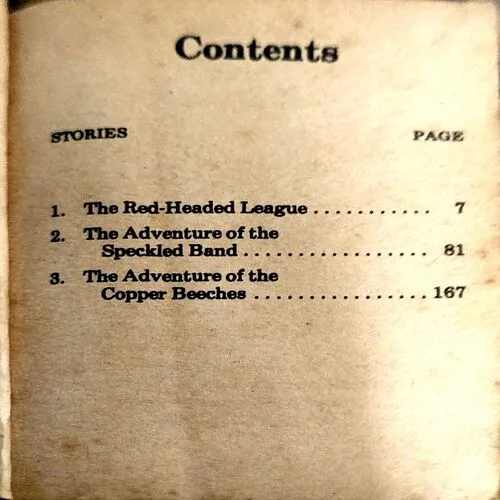 Contents
STORIES PAGE
1. The Red-Headed League ........... 7
2. The Adventure of the
Speckled Band ................ 81
3. The Adventure of the
Copper Beeches ................ 167